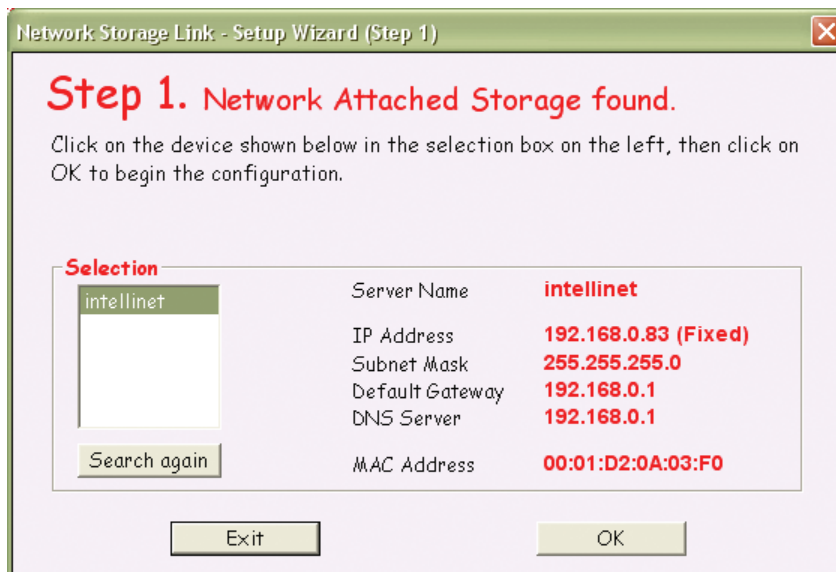 Network Storage Link - Setup Wizard (Step 1)
Step 1. Network Attached Storage found.
Click on the device shown below in the selection box on the left, then click on
OK to begin the configuration.
Selection
intellinet
Server Name intellinet
IP Address 192.168.0.83 (Fixed)
Subnet Mask 255.255.255.0
Default Gateway 192.168.0.1
DNS Server 192.168.0.1
Search again
MAC Address 00:01:D2:0A:03:F0
Exit
OK